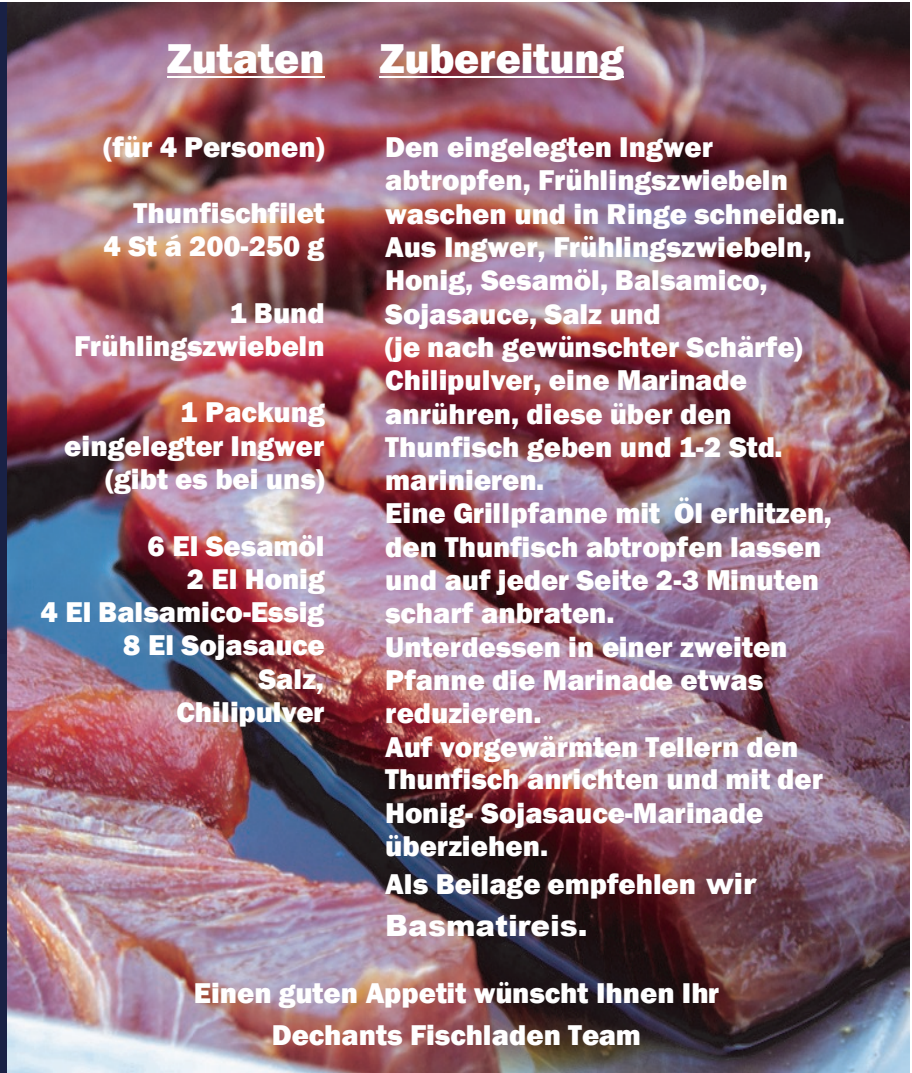 Zutaten
(für 4 Personen)
Thunfischfilet
4 St á 200-250 g
1 Bund
Frühlingszwiebeln
1 Packung
eingelegter Ingwer
(gibt es bei uns)
6 El Sesamöl
2 El Honig
4 El Balsamico-Essig
8 El Sojasauce
Salz,
Chilipulver
Zubereitung
Den eingelegten Ingwer
abtropfen, Frühlingszwiebeln
waschen und in Ringe schneiden.
Aus Ingwer, Frühlingszwiebeln,
Honig, Sesamöl, Balsamico,
Sojasauce, Salz und
(je nach gewünschter Schärfe)
Chilipulver, eine Marinade
anrühren, diese über den
Thunfisch geben und 1-2 Std.
marinieren.
Eine Grillpfanne mit Öl erhitzen,
den Thunfisch abtropfen lassen
und auf jeder Seite 2-3 Minuten
scharf anbraten.
Unterdessen in einer zweiten
Pfanne die Marinade etwas
reduzieren.
Auf vorgewärmten Tellern den
Thunfisch anrichten und mit der
Honig- Sojasauce-Marinade
überziehen.
Als Beilage empfehlen wir
Basmatireis.
Einen guten Appetit wünscht Ihnen Ihr
Dechants Fischladen Team